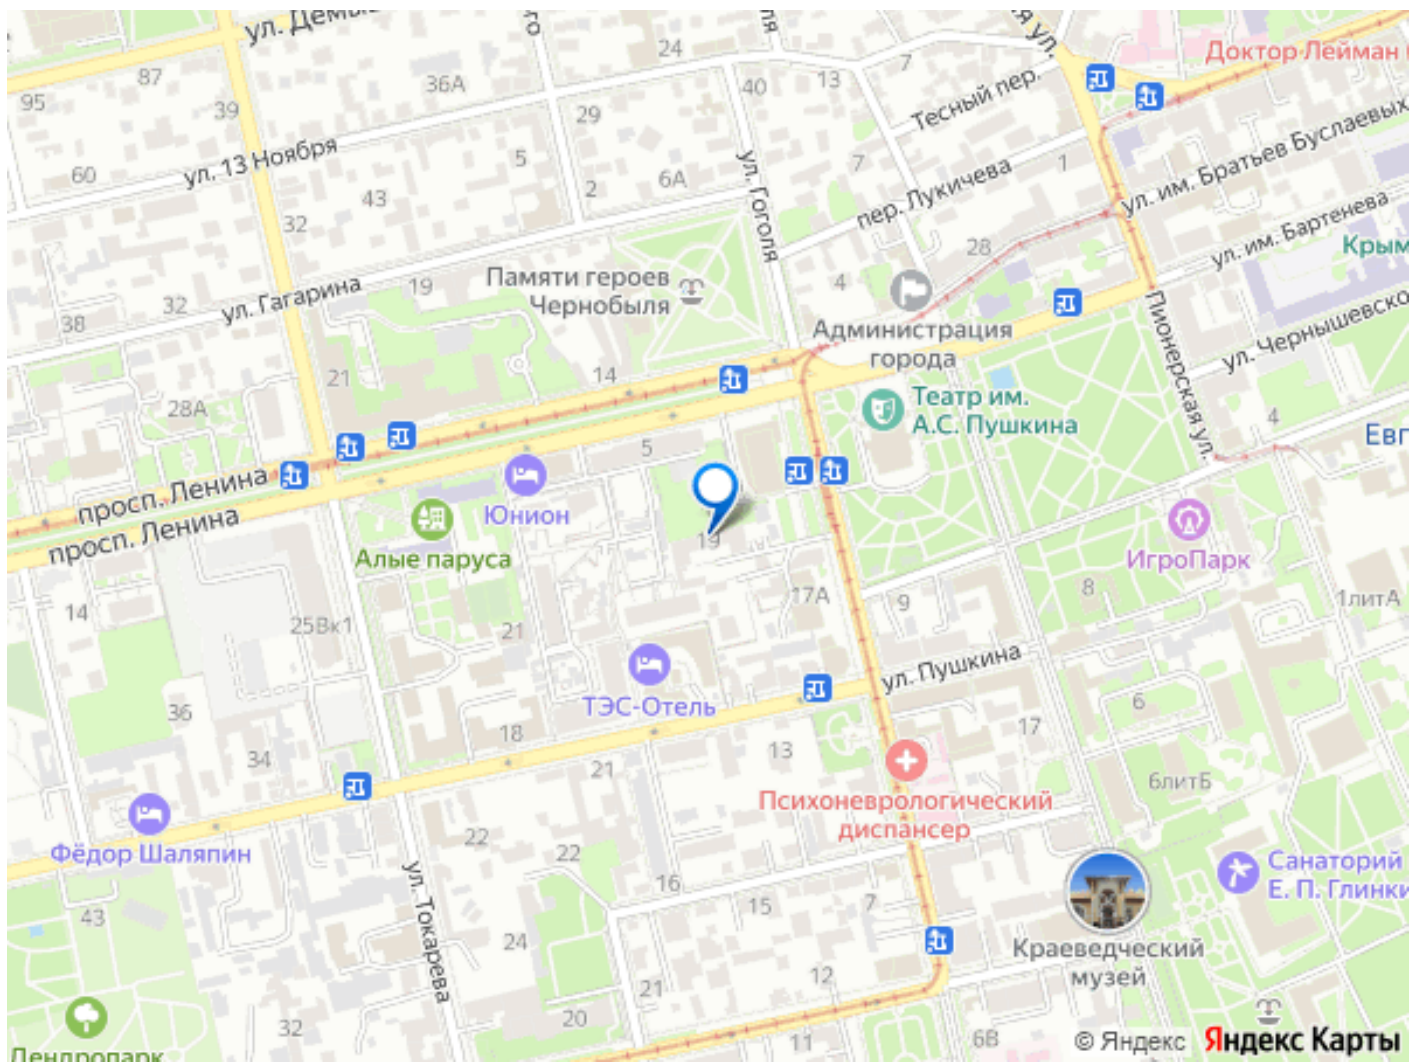 87
95
39
36А
24
40
13
7
Доктор Лейман
29
5
Тесный пер.
ул. 13 Ноября
60
43
2
6А
ул. Гоголя
7
1
пер. Лукичева
ул. им. Братьев Буслаевых
ул. им. Бартенева
32
28
Крым
19
ул. Гагарина
32
38
Памяти героев
Чернобыля
4
Администрация
города
Пионерская ул.
ул. Чернышевско
21
14
28А
Театр им.
А.С. Пушкина
4
Евп
5
просп. Ленина
просп. Ленина
Юнион
Алые паруса
19
ИгроПарк
14
25Вк1
21
17А
9
8
1литА
ул. Пушкина
ТЭС-Отель
36
34
18
13
17
6
21
Психоневрологический
диспансер
6литБ
Фёдор Шаляпин
22
22
ул. Токарева
16
15
7
Санаторий
Е. П. Глинки
43
24
Краеведческий
музей
12
21
20
32
11
6В
Дендропарк
© Яндекс Яндекс Карты